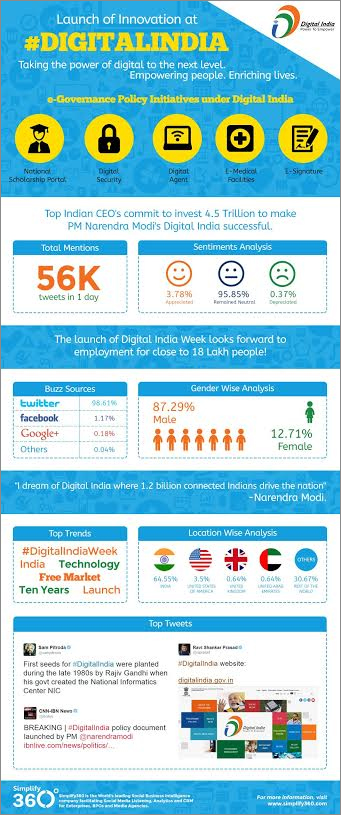 Launch of Innovation at
#DIGITALINDIA
Digital India
Power To Empower
Taking the power of digital to the next level.
Empowering people. Enriching lives.
e-Governance Policy Initiatives under Digital India
National
Scholarship Portal
Digital
Security
Digital
Agent
E-Medical
Facilities
E-Signature
Top Indian CEO's commit to invest 4.5 Trillion to make
PM Narendra Modi's Digital India successful.
Total Mentions
56K
tweets in 1 day
Sentiments Analysis
3.78%
Appreciated
95.85%
Remained Neutral
0.37%
Depreciated
The launch of Digital India Week looks forward to
employment for close to 18 Lakh people!
Buzz Sources
twitter 98.61%
facebook 1.17%
Google+ 0.18%
Others 0.04%
Gender Wise Analysis
87.29%
Male
12.71%
Female
"I dream of Digital India where 1.2 billion connected Indians drive the nation"
-Narendra Modi.
Top Trends
#DigitalIndiaWeek
India Technology
Free Market
Ten Years Launch
Location Wise Analysis
OTHERS
64.55%
INDIA
3.5%
UNITED STATES
OF AMERICA
0.64%
UNITED
KINGDOM
0.64%
UNITED ARAB
EMIRATES
30.67%
REST OF THE
WORLD
Top Tweets
Sam Pitroda
First seeds for #DigitalIndia were planted
during the late 1980s by Rajiv Gandhi when
his govt created the National Informatics
Center NIC
CNN-IBN News
BREAKING | #DigitalIndia policy document
launched by PM @narendramodi
ibnlive.com/news/politics/...
Ravi Shankar Prasad
#DigitalIndia website:
digitalindia.gov.in
Digital India
Simplify
360°
Simplify360 is the World's leading Social Business Intelligence
company facilitating Social Media Listening, Analytics and CRM
for Enterprises, BPOs and Media Agencies.
For more information, visit
www.simplify360.com